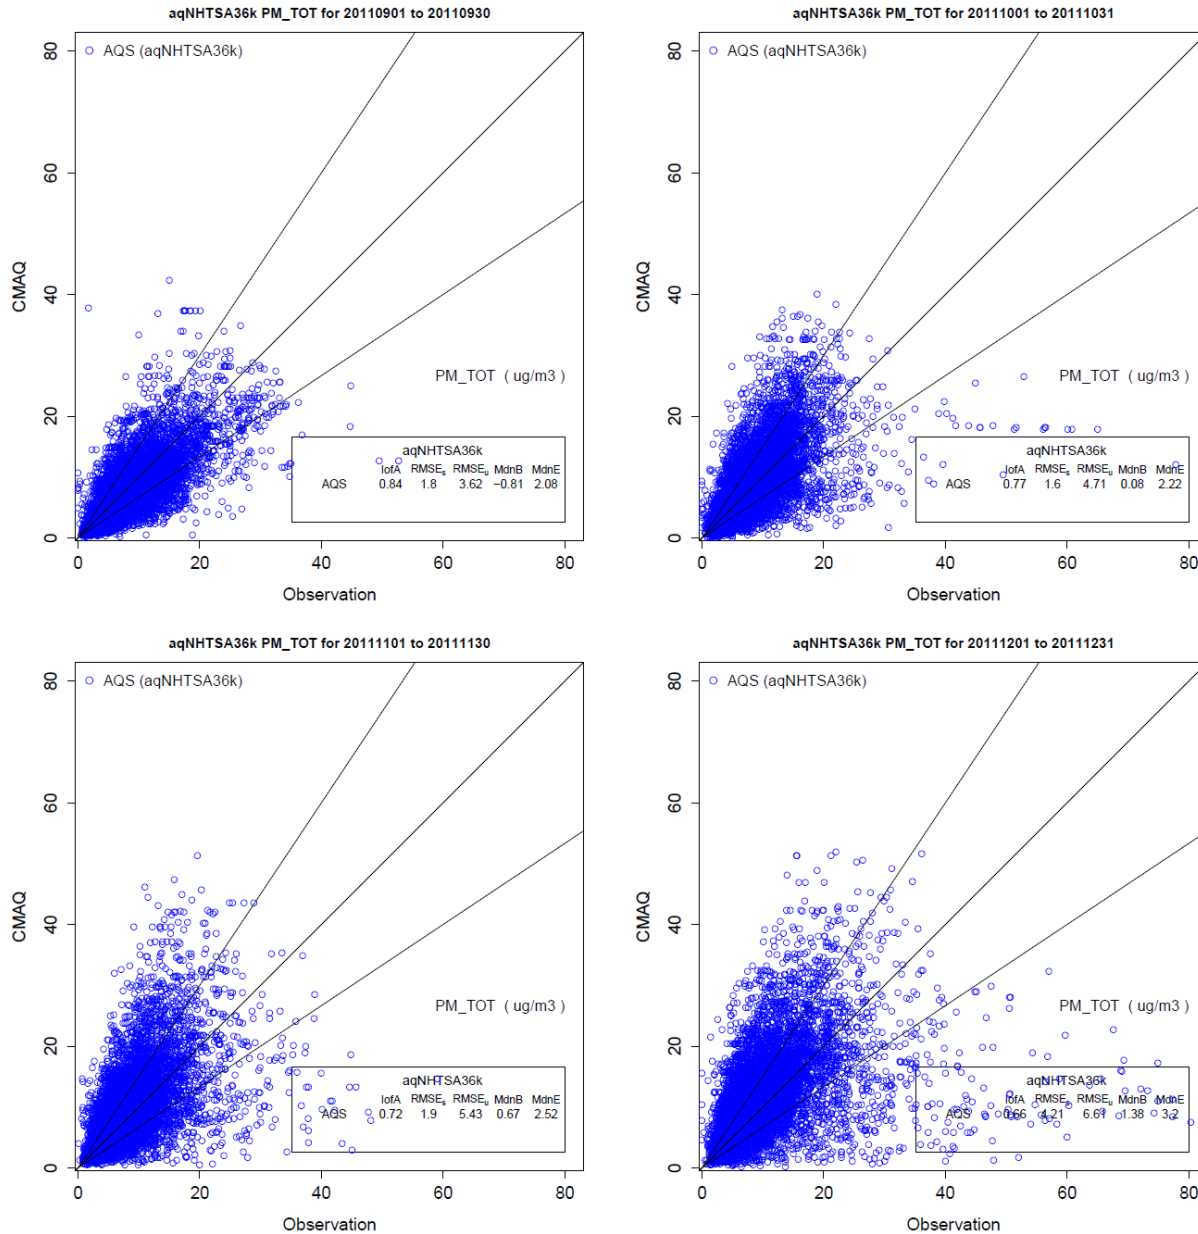 aqNHTSA36k PM_TOT for 20110901 to 20110930
AQS (aqNHTSA36k)
CMAQ
80
60
40
20
0
PM_TOT ( ug/m3 )
aqNHTSA36k
IofA RMSEs RMSEu MdnB MdnE
AQS 0.84 1.8 3.62 −0.81 2.08
0 20 40 60 80
Observation
aqNHTSA36k PM_TOT for 20111001 to 20111031
AQS (aqNHTSA36k)
CMAQ
80
60
40
20
0
PM_TOT ( ug/m3 )
aqNHTSA36k
IofA RMSEs RMSEu MdnB MdnE
AQS 0.77 1.6 4.71 0.08 2.22
0 20 40 60 80
Observation
aqNHTSA36k PM_TOT for 20111101 to 20111130
AQS (aqNHTSA36k)
CMAQ
80
60
40
20
0
PM_TOT ( ug/m3 )
aqNHTSA36k
IofA RMSEs RMSEu MdnB MdnE
AQS 0.72 1.9 5.43 0.67 2.52
0 20 40 60 80
Observation
aqNHTSA36k PM_TOT for 20111201 to 20111231
AQS (aqNHTSA36k)
CMAQ
80
60
40
20
0
PM_TOT ( ug/m3 )
aqNHTSA36k
IofA RMSEs RMSEu MdnB MdnE
AQS 0.66 4.21 6.61 1.38 3.2
0 20 40 60 80
Observation